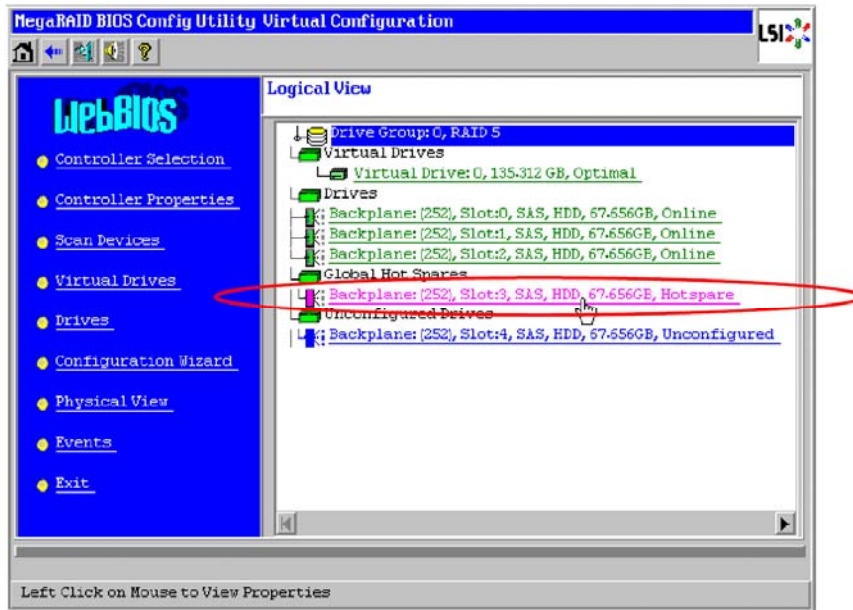 MegaRAID BIOS Config Utility Virtual Configuration
LSI
WebBIOS
Controller Selection
Controller Properties
Scan Devices
Virtual Drives
Drives
Configuration Wizard
Physical View
Events
Exit
Logical View
Drive Group: 0, RAID 5
Virtual Drives
Virtual Drive: 0, 135.312 GB, Optimal
Drives
Backplane: (252), Slot:0, SAS, HDD, 67.656GB, Online
Backplane: (252), Slot:1, SAS, HDD, 67.656GB, Online
Backplane: (252), Slot:2, SAS, HDD, 67.656GB, Online
Global Hot Spares
Backplane: (252), Slot:3, SAS, HDD, 67.656GB, Hotspare
Unconfigured Drives
Backplane: (252), Slot:4, SAS, HDD, 67.656GB, Unconfigured
Left Click on Mouse to View Properties